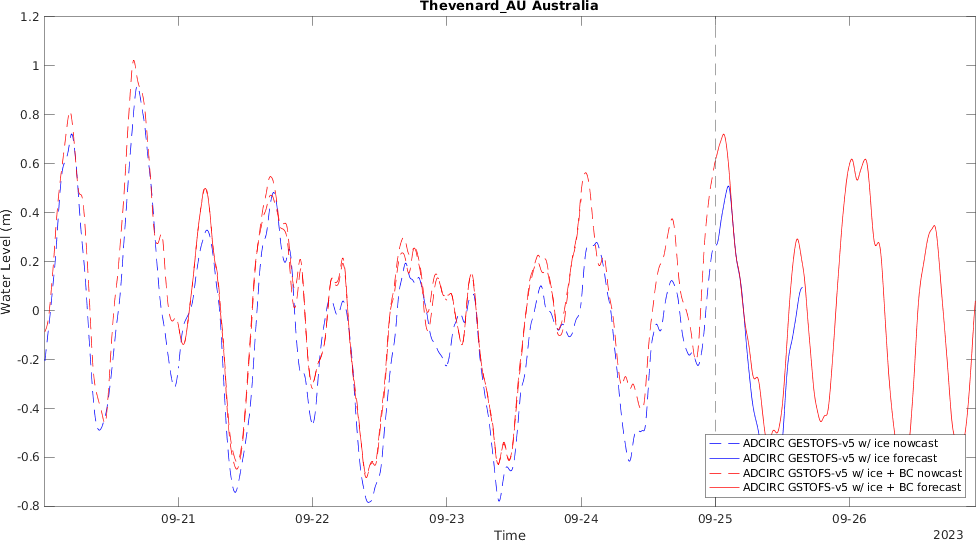 Thevenard_AU Australia
1.2
1
0.8
0.6
0.4
0.2
0
-0.2
-0.4
-0.6
-0.8
Water Level (m)
09-21 09-22 09-23 09-24 09-25 09-26
Time
2023
ADCIRC GESTOFS-v5 w/ ice nowcast
ADCIRC GESTOFS-v5 w/ ice forecast
ADCIRC GSTOFS-v5 w/ ice + BC nowcast
ADCIRC GSTOFS-v5 w/ ice + BC forecast